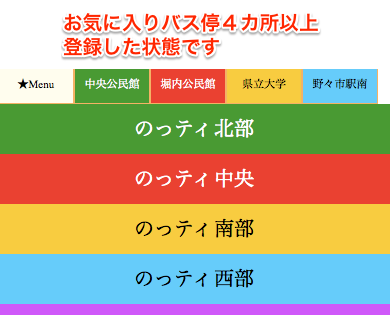 お気に入りバス停４カ所以上
登録した状態です
★Menu 中央公民館 堀内公民館 県立大学 野々市駅南
のっティ北部
のっティ中央
のっティ南部
のっティ西部